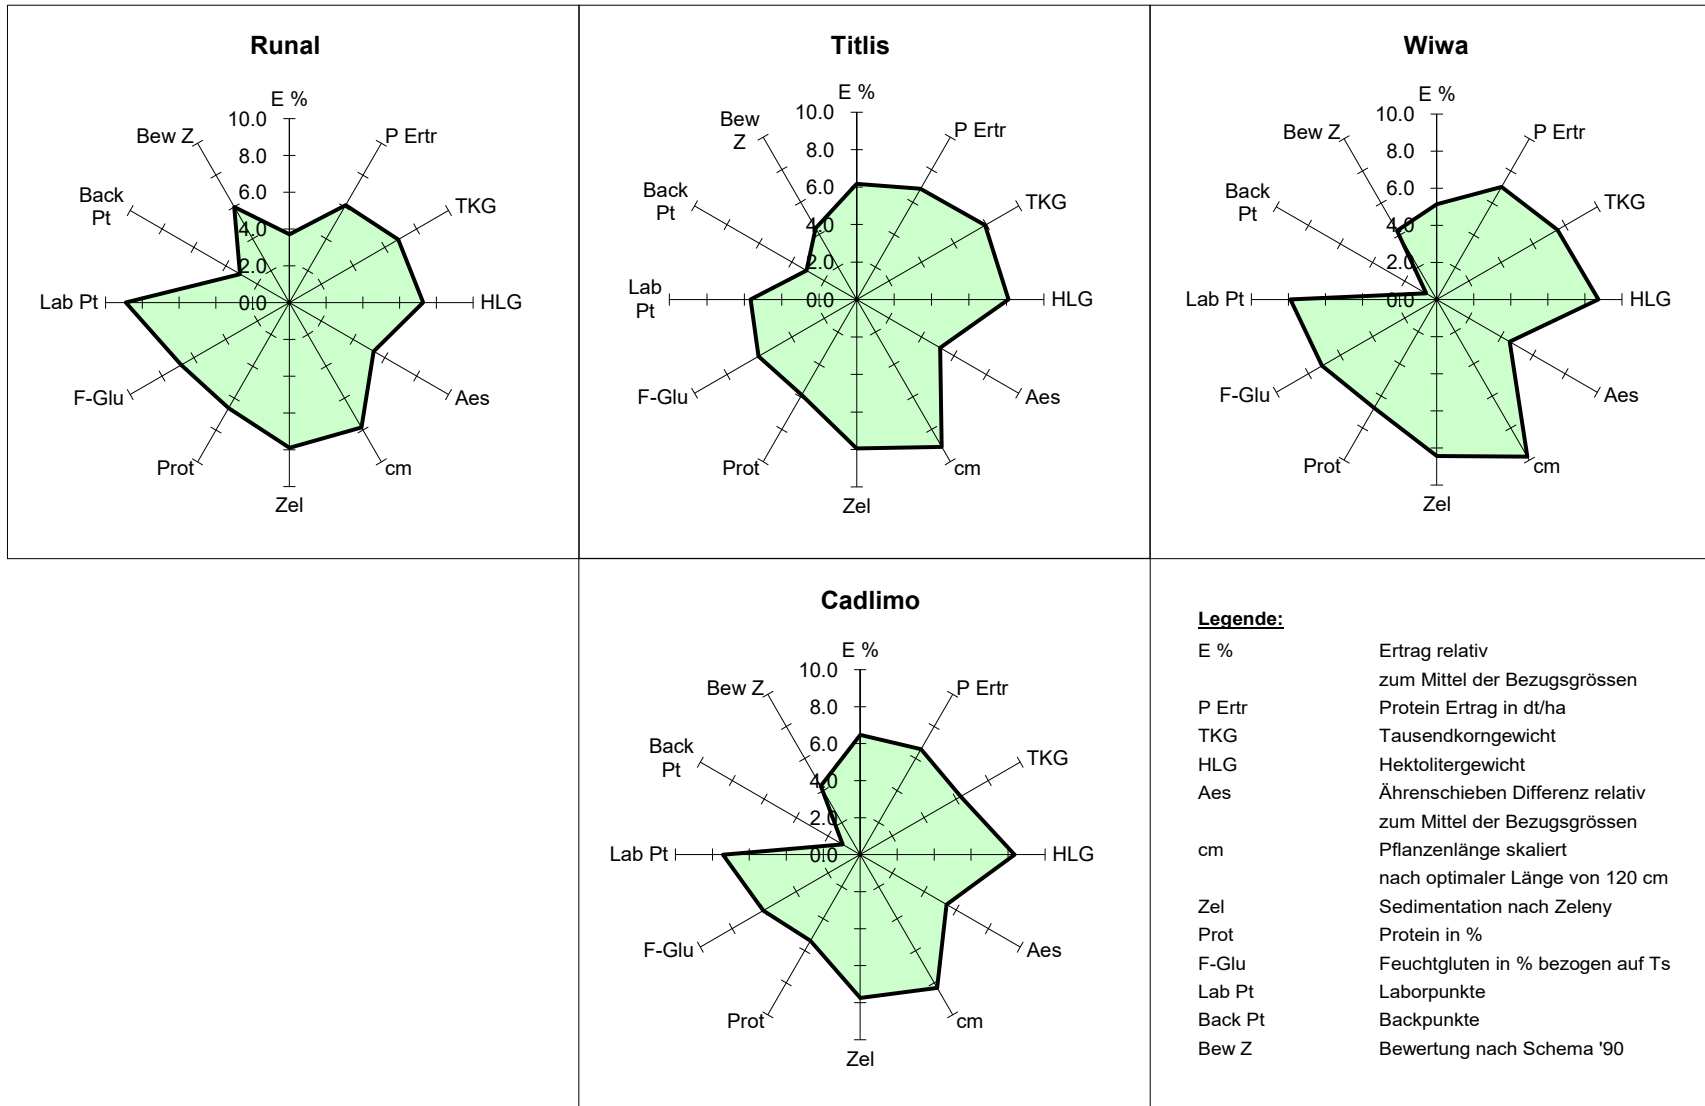 Runal
E %
10.0
8.0
6.0
4.0
2.0
0.0
P Ertr
TKG
HLG
Aes
cm
Zel
Prot
F-Glu
Lab Pt
Back
Pt
Bew Z
Titlis
E %
10.0
8.0
6.0
4.0
2.0
0.0
P Ertr
TKG
HLG
Aes
cm
Zel
Prot
F-Glu
Lab
Pt
Back
Pt
Bew
Z
Wiwa
E %
10.0
8.0
6.0
4.0
2.0
0.0
P Ertr
TKG
HLG
Aes
cm
Zel
Prot
F-Glu
Lab Pt
Back
Pt
Bew Z
Cadlimo
E %
10.0
8.0
6.0
4.0
2.0
0.0
P Ertr
TKG
HLG
Aes
cm
Zel
Prot
F-Glu
Lab Pt
Back
Pt
Bew Z
Legende:
E % Ertrag relativ
zum Mittel der Bezugsgrössen
P Ertr Protein Ertrag in dt/ha
TKG Tausendkorngewicht
HLG Hektolitergewicht
Aes Ährenschieben Differenz relativ
zum Mittel der Bezugsgrössen
cm Pflanzenlänge skaliert
nach optimaler Länge von 120 cm
Zel Sedimentation nach Zeleny
Prot Protein in %
F-Glu Feuchtgluten in % bezogen auf Ts
Lab Pt Laborpunkte
Back Pt Backpunkte
Bew Z Bewertung nach Schema '90